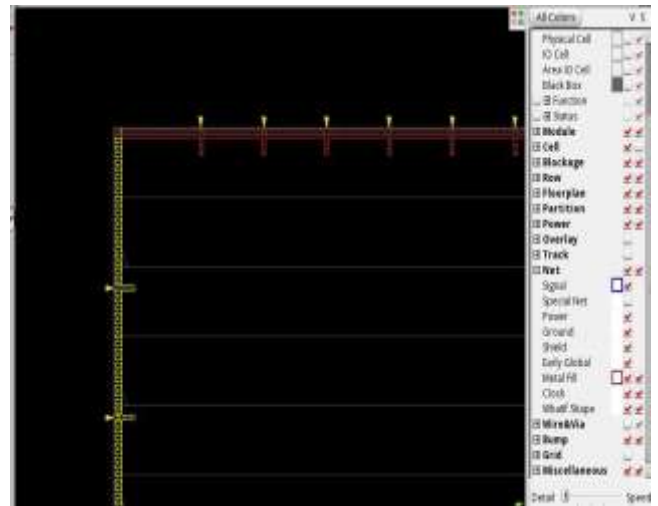 All Colors V S
Physical Cell
IO Cell
Area IO Cell
Black Box
Function
Status
Module
Cell
Blockage
Row
Floorplan
Partition
Power
Overlay
Track
Net
Signal
Special Net
Power
Ground
Shield
Early Global
Metal Fill
Clock
Whatif Shape
Wire&Via
Bump
Grid
Miscellaneous
Detail Speed